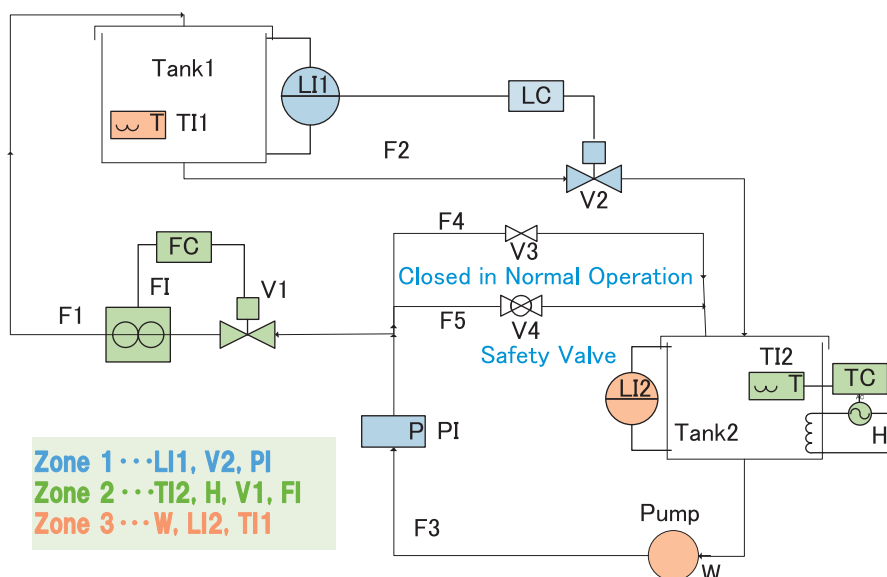 Tank1
LI1
LC
T TI1
F2
V2
F4
V3
FC
Closed in Normal Operation
FI
V1
F1
F5
V4
Safety Valve
TI2
LI2
T
TC
Tank2
H
P PI
Zone 1 ・・・LI1, V2, PI
Zone 2 ・・・TI2, H, V1, FI
Zone 3 ・・・W, LI2, TI1
F3
Pump
W